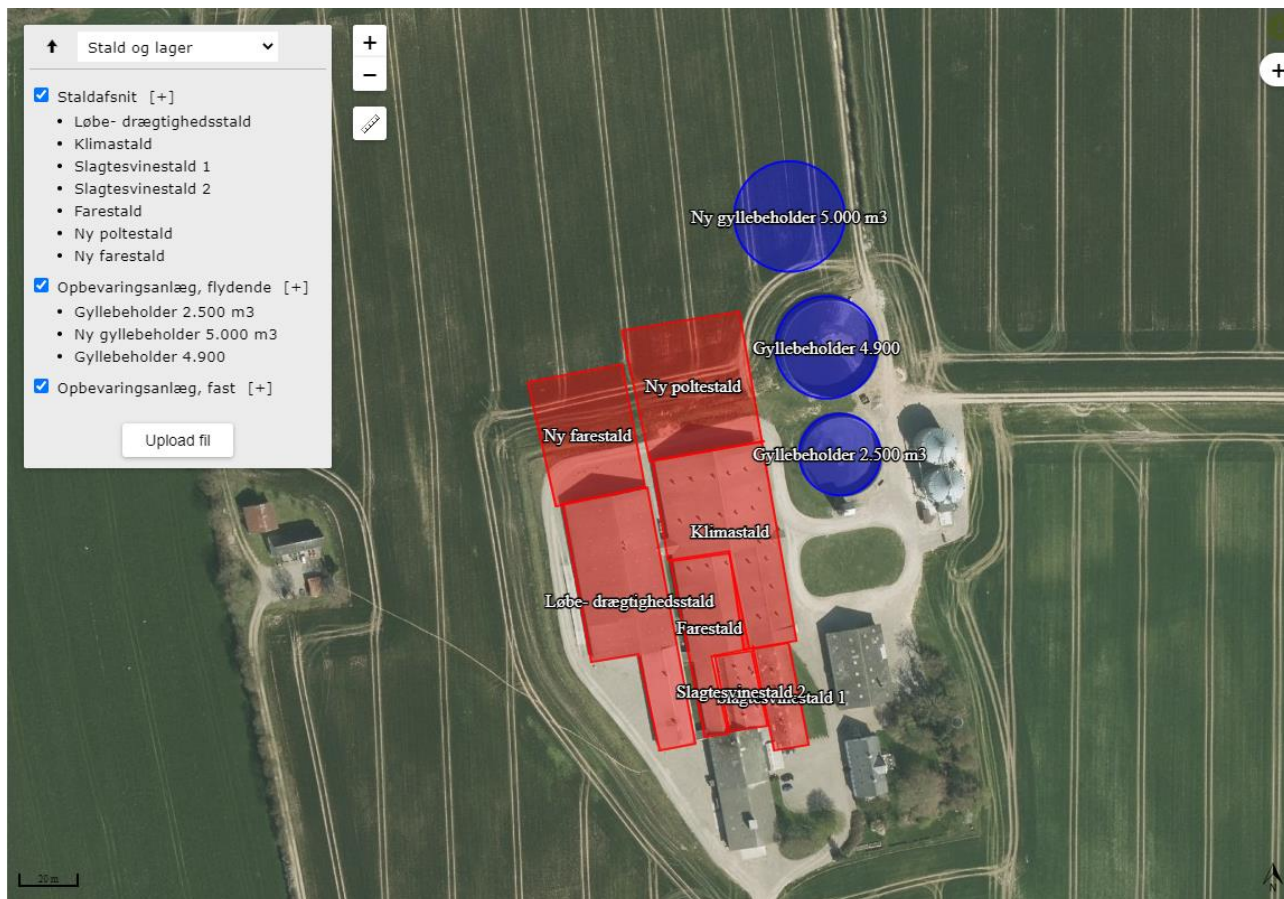 Stald og lager
Staldafsnit [+]
• Løbe- drægtighedsstald
• Klimastald
• Slagtesvinestald 1
• Slagtesvinestald 2
• Farestald
• Ny poltestald
• Ny farestald
Opbevaringsanlæg, flydende [+]
• Gyllebeholder 2.500 m3
• Ny gyllebeholder 5.000 m3
• Gyllebeholder 4.900
Opbevaringsanlæg, fast [+]
Upload fil
+
−
+
Ny gyllebeholder 5.000 m3
Gyllebeholder 4.900
Ny poltestald
Ny farestald
Gyllebeholder 2.500 m3
Klimastald
Løbe- drægtighedsstald
Farestald
Slagtesvinestald 2
Slagtesvinestald 1
20 m
N